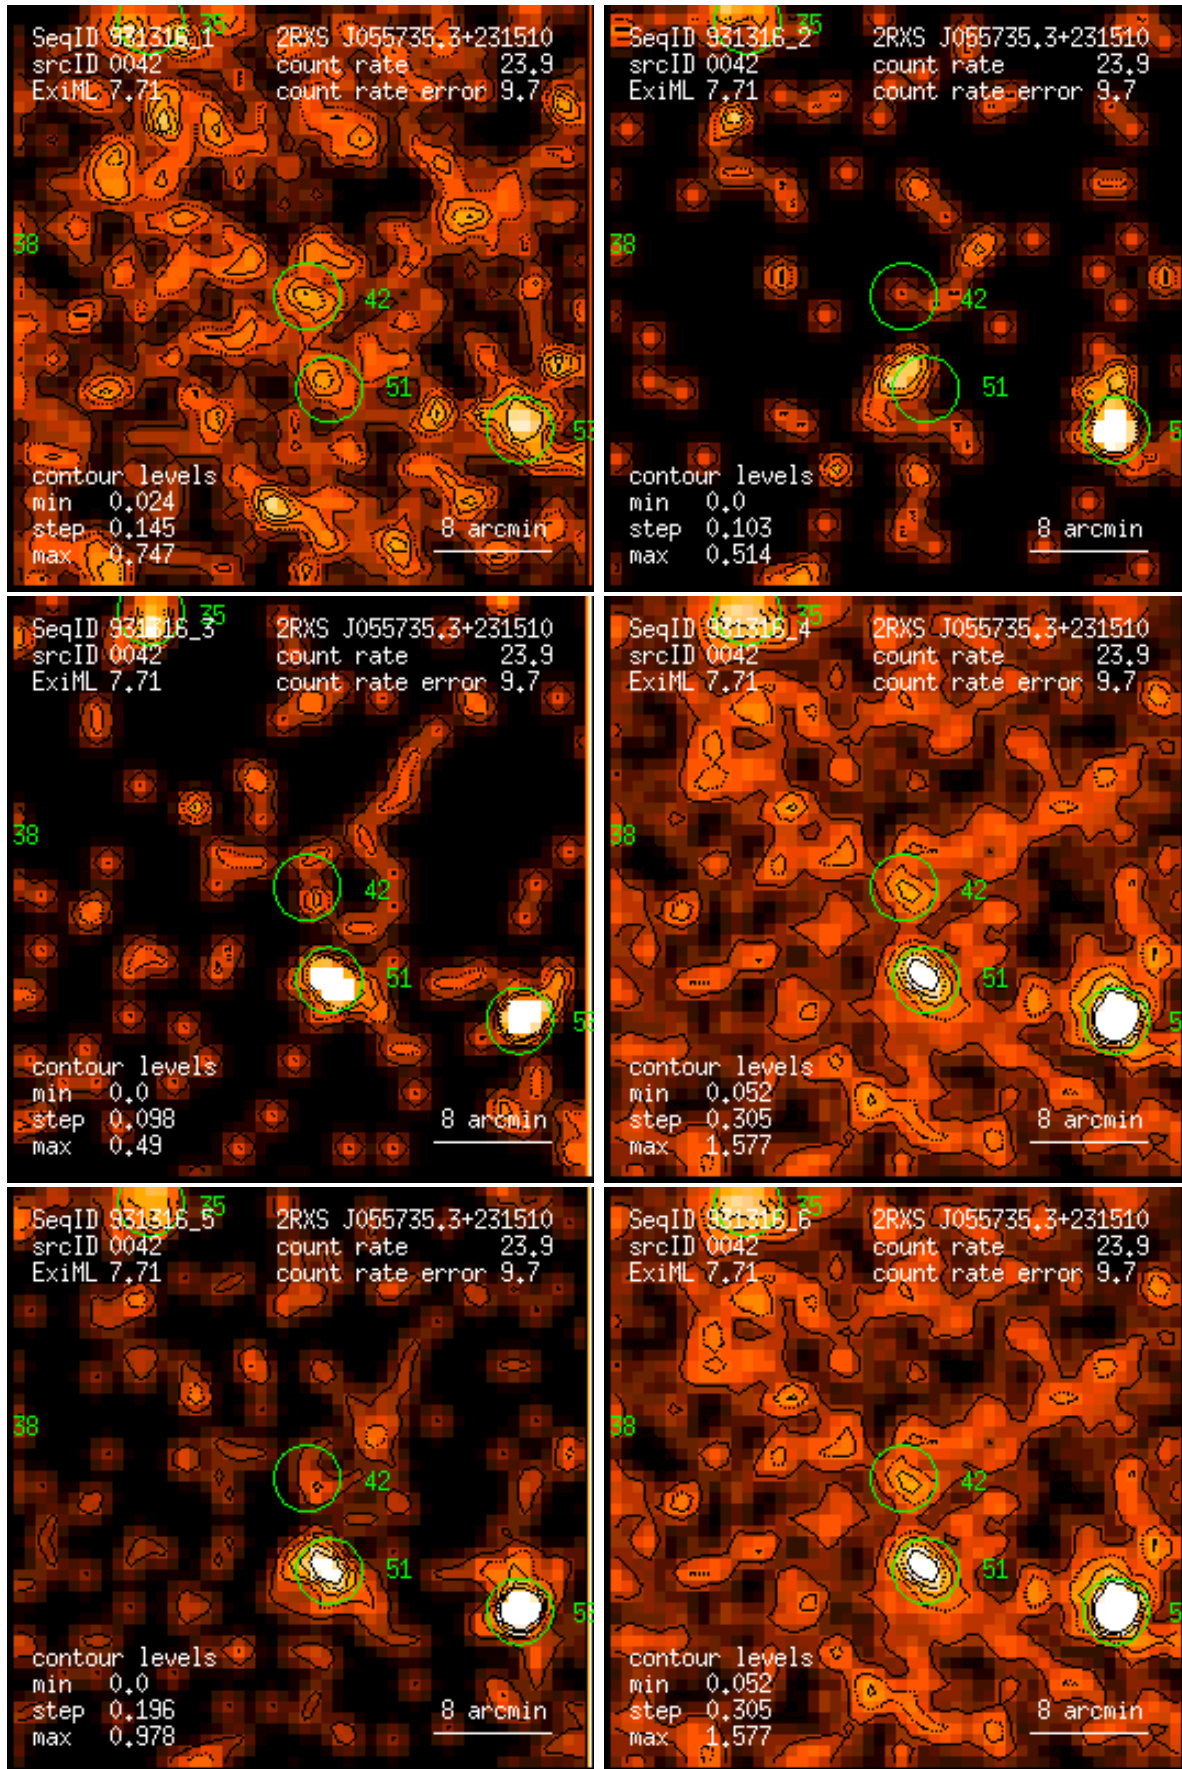 35
SeqID 931316_1 2RXS J055735.3+231510
srcID 0042 count rate 23.9
ExiML 7.71 count rate error 9.7
38
42
51
contour levels
min 0.024
step 0.145 8 arcmin
max 0.747
35
SeqID 931316_2 2RXS J055735.3+231510
srcID 0042 count rate 23.9
ExiML 7.71 count rate error 9.7
38
42
51
contour levels
min 0.0
step 0.103 8 arcmin
max 0.514
35
SeqID 931316_3 2RXS J055735.3+231510
srcID 0042 count rate 23.9
ExiML 7.71 count rate error 9.7
38
42
51
contour levels
min 0.0
step 0.098 8 arcmin
max 0.49
35
SeqID 931316_4 2RXS J055735.3+231510
srcID 0042 count rate 23.9
ExiML 7.71 count rate error 9.7
38
42
51
contour levels
min 0.052
step 0.305 8 arcmin
max 1.577
35
SeqID 931316_5 2RXS J055735.3+231510
srcID 0042 count rate 23.9
ExiML 7.71 count rate error 9.7
38
42
51
contour levels
min 0.0
step 0.196 8 arcmin
max 0.978
35
SeqID 931316_6 2RXS J055735.3+231510
srcID 0042 count rate 23.9
ExiML 7.71 count rate error 9.7
38
42
51
contour levels
min 0.052
step 0.305 8 arcmin
max 1.577